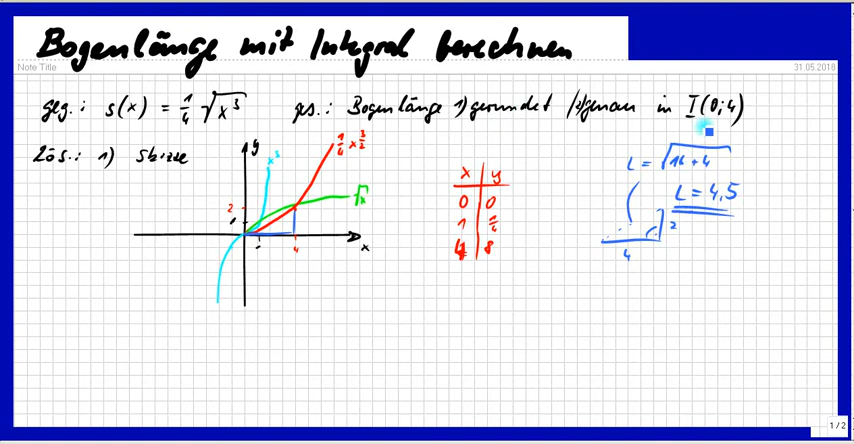 Bogenlänge mit Integral berechnen
Note Title
31.05.2018
geg.: s(x) = 1/4 √x³ ges.: Bogenlänge 1) gerundet /2) genau in I(0;4)
Lös.: 1) Skizze
y
x³
1/4 x^3/2
√x
2
4
x
x | y
0 | 0
1 | 1/4
4 | 8
L = √16 + 4
L = 4,5
2
4
1 / 2